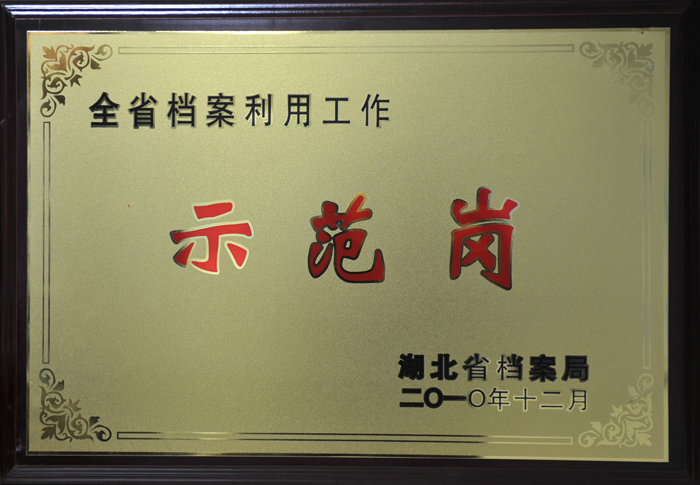 全省档案利用工作
示范岗
湖北省档案局
二〇一〇年十二月